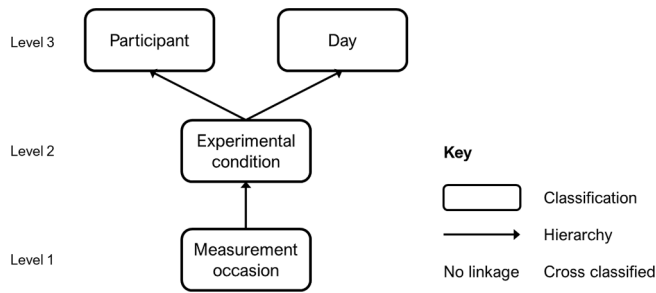 Level 3
Participant
Day
Level 2
Experimental
condition
Key
Classification
Hierarchy
Level 1
Measurement
occasion
No linkage Cross classified